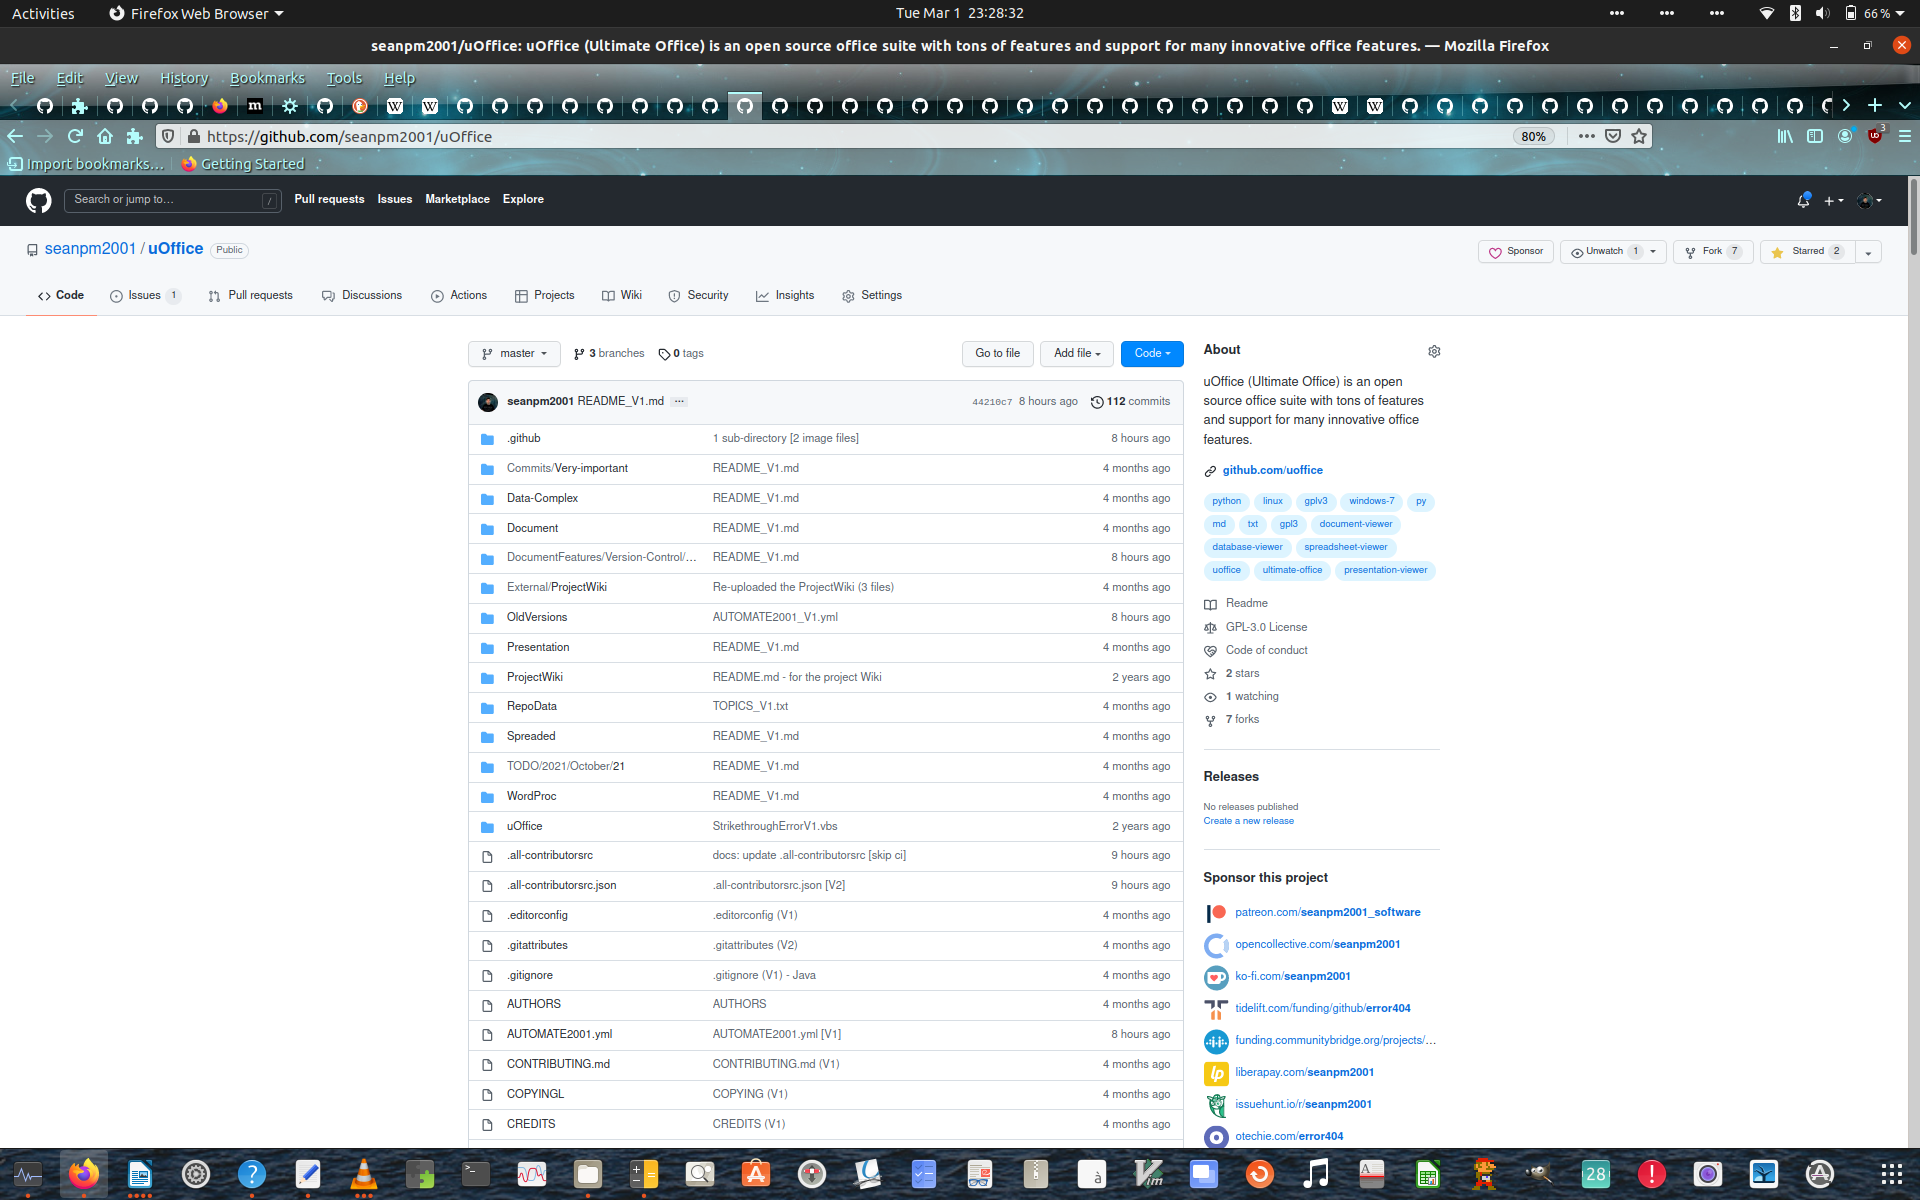 Activities Firefox Web Browser Tue Mar 1 23:28:32 66 %
seanpm2001/uOffice: uOffice (Ultimate Office) is an open source office suite with tons of features and support for many innovative office features. — Mozilla Firefox
File Edit View History Bookmarks Tools Help
https://github.com/seanpm2001/uOffice 80% 3
Import bookmarks… Getting Started
Search or jump to… / Pull requests Issues Marketplace Explore
seanpm2001 / uOffice Public Sponsor Unwatch 1 Fork 7 Starred 2
Code Issues 1 Pull requests Discussions Actions Projects Wiki Security Insights Settings
master 3 branches 0 tags Go to file Add file Code
seanpm2001 README_V1.md ··· 44210c7 8 hours ago 112 commits
.github 1 sub-directory [2 image files] 8 hours ago
Commits/Very-important README_V1.md 4 months ago
Data-Complex README_V1.md 4 months ago
Document README_V1.md 4 months ago
DocumentFeatures/Version-Control/… README_V1.md 8 hours ago
External/ProjectWiki Re-uploaded the ProjectWiki (3 files) 4 months ago
OldVersions AUTOMATE2001_V1.yml 8 hours ago
Presentation README_V1.md 4 months ago
ProjectWiki README.md - for the project Wiki 2 years ago
RepoData TOPICS_V1.txt 4 months ago
Spreaded README_V1.md 4 months ago
TODO/2021/October/21 README_V1.md 4 months ago
WordProc README_V1.md 4 months ago
uOffice StrikethroughErrorV1.vbs 2 years ago
.all-contributorsrc docs: update .all-contributorsrc [skip ci] 9 hours ago
.all-contributorsrc.json .all-contributorsrc.json [V2] 9 hours ago
.editorconfig .editorconfig (V1) 4 months ago
.gitattributes .gitattributes (V2) 4 months ago
.gitignore .gitignore (V1) - Java 4 months ago
AUTHORS AUTHORS 4 months ago
AUTOMATE2001.yml AUTOMATE2001.yml [V1] 8 hours ago
CONTRIBUTING.md CONTRIBUTING.md (V1) 4 months ago
COPYINGL COPYING (V1) 4 months ago
CREDITS CREDITS (V1) 4 months ago
About
uOffice (Ultimate Office) is an open
source office suite with tons of features
and support for many innovative office
features.
github.com/uoffice
python linux gplv3 windows-7 py
md txt gpl3 document-viewer
database-viewer spreadsheet-viewer
uoffice ultimate-office presentation-viewer
Readme
GPL-3.0 License
Code of conduct
2 stars
1 watching
7 forks
Releases
No releases published
Create a new release
Sponsor this project
patreon.com/seanpm2001_software
opencollective.com/seanpm2001
ko-fi.com/seanpm2001
tidelift.com/funding/github/error404
funding.communitybridge.org/projects/…
liberapay.com/seanpm2001
issuehunt.io/r/seanpm2001
otechie.com/error404
28